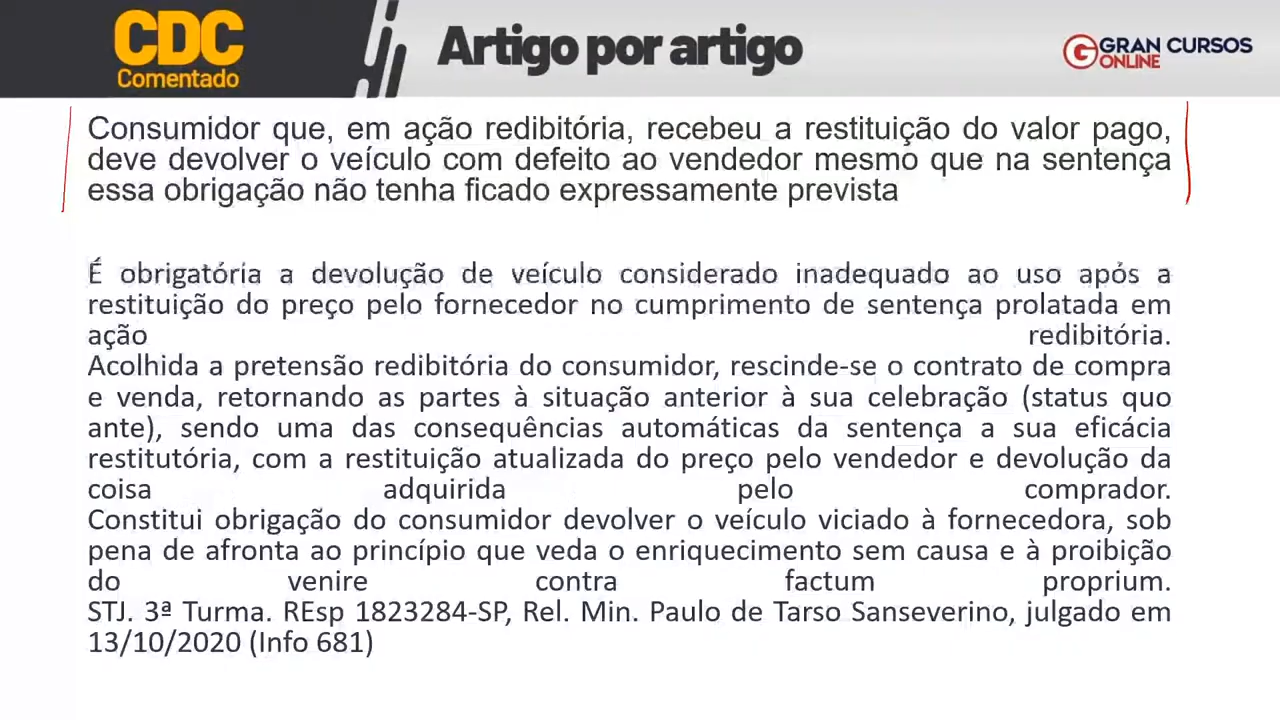 CDC
Comentado
Artigo por artigo
GRAN CURSOS
ONLINE
Consumidor que, em ação redibitória, recebeu a restituição do valor pago,
deve devolver o veículo com defeito ao vendedor mesmo que na sentença
essa obrigação não tenha ficado expressamente prevista
É obrigatória a devolução de veículo considerado inadequado ao uso após a
restituição do preço pelo fornecedor no cumprimento de sentença prolatada em
ação redibitória.
Acolhida a pretensão redibitória do consumidor, rescinde-se o contrato de compra
e venda, retornando as partes à situação anterior à sua celebração (status quo
ante), sendo uma das consequências automáticas da sentença a sua eficácia
restitutória, com a restituição atualizada do preço pelo vendedor e devolução da
coisa adquirida pelo comprador.
Constitui obrigação do consumidor devolver o veículo viciado à fornecedora, sob
pena de afronta ao princípio que veda o enriquecimento sem causa e à proibição
do venire contra factum proprium.
STJ. 3ª Turma. REsp 1823284-SP, Rel. Min. Paulo de Tarso Sanseverino, julgado em
13/10/2020 (Info 681)